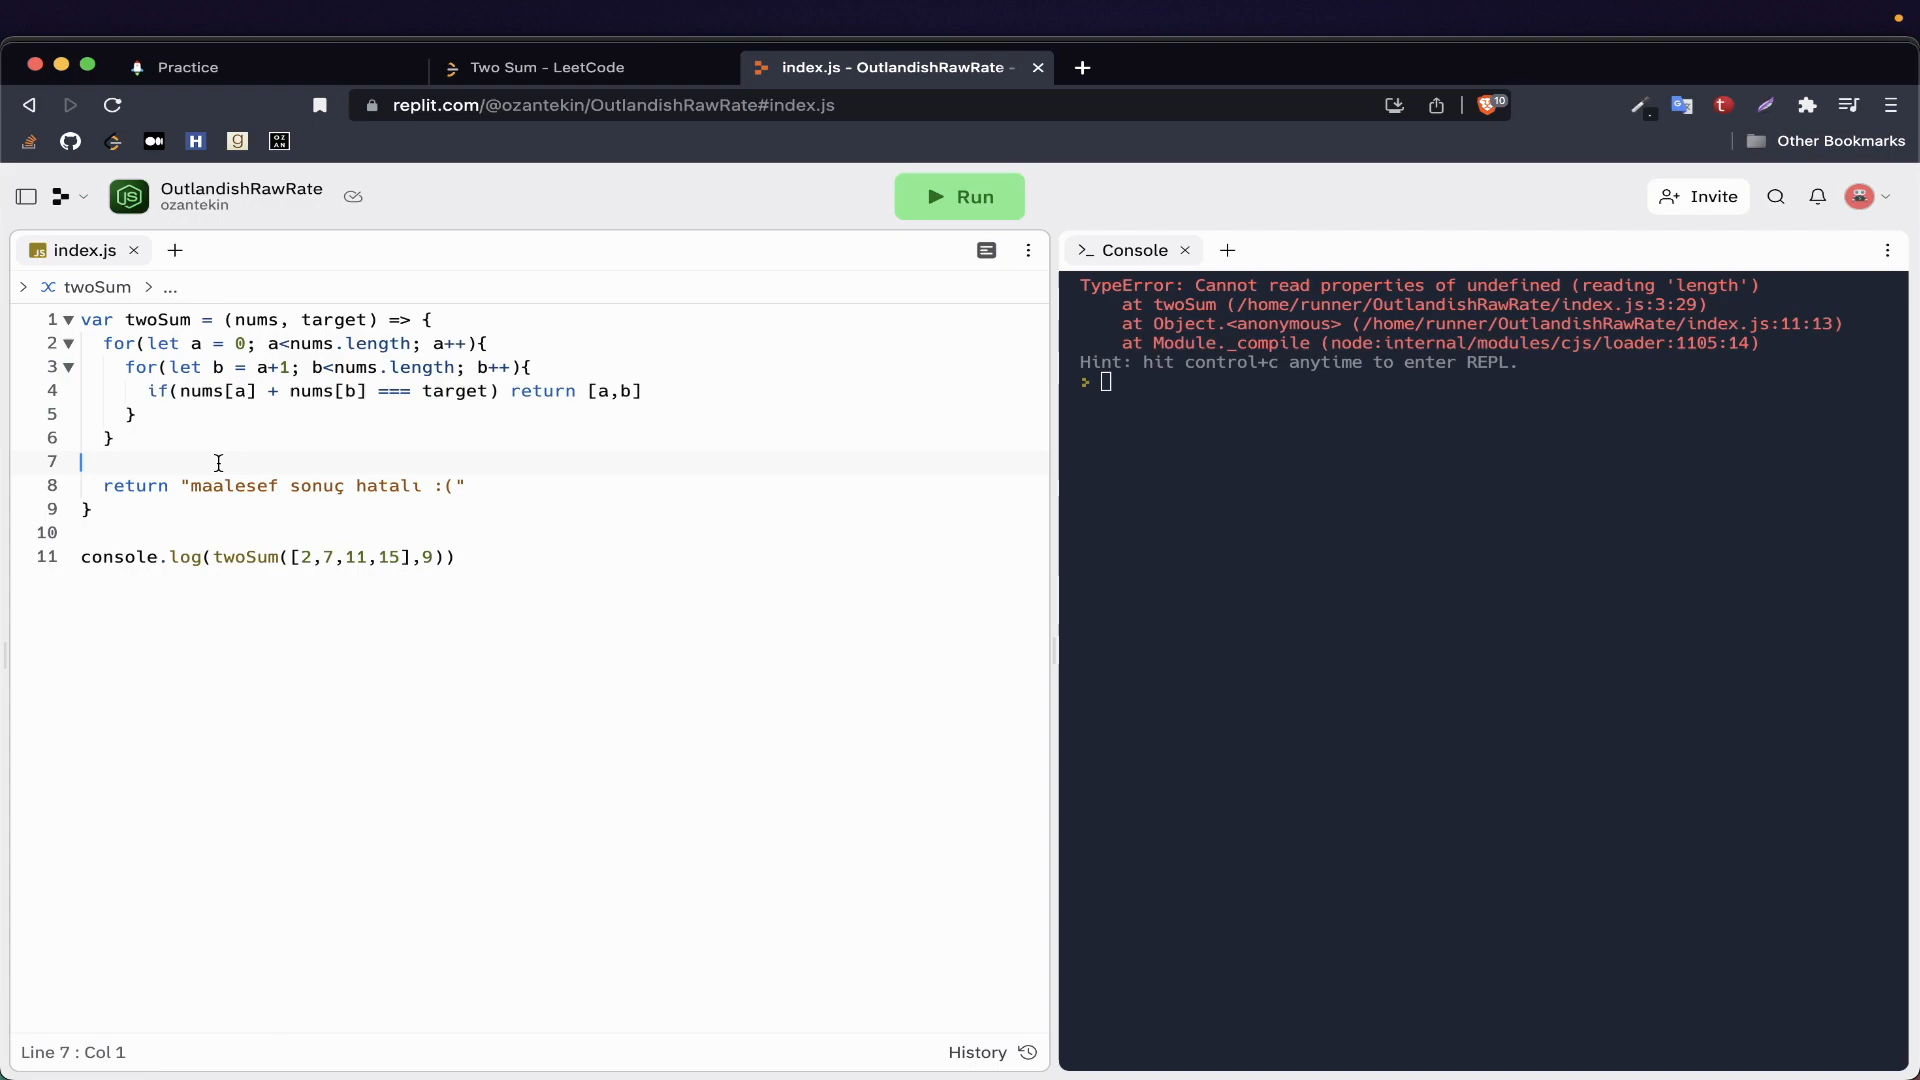 Practice
Two Sum - LeetCode
index.js - OutlandishRawRate -
replit.com/@ozantekin/OutlandishRawRate#index.js
10
t
H
g
OZ
AN
Other Bookmarks
OutlandishRawRate
ozantekin
Run
Invite
JS index.js
>_ Console
> twoSum > ...
1 var twoSum = (nums, target) => {
2 for(let a = 0; a<nums.length; a++){
3 for(let b = a+1; b<nums.length; b++){
4 if(nums[a] + nums[b] === target) return [a,b]
5 }
6 }
7
8 return "maalesef sonuç hatalı :("
9 }
10
11 console.log(twoSum([2,7,11,15],9))
TypeError: Cannot read properties of undefined (reading 'length')
at twoSum (/home/runner/OutlandishRawRate/index.js:3:29)
at Object.<anonymous> (/home/runner/OutlandishRawRate/index.js:11:13)
at Module._compile (node:internal/modules/cjs/loader:1105:14)
Hint: hit control+c anytime to enter REPL.
Line 7 : Col 1
History